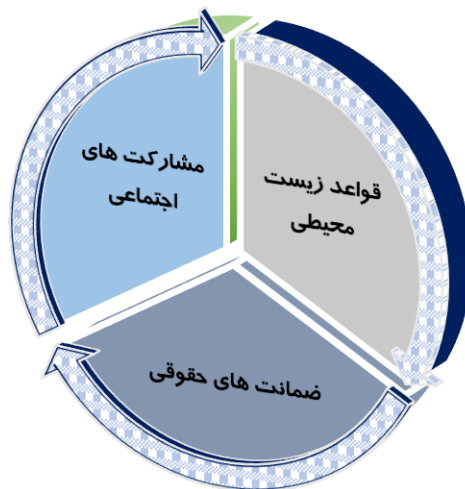 قواعد زیست
محیطی
ضمانت های حقوقی
مشارکت های
اجتماعی